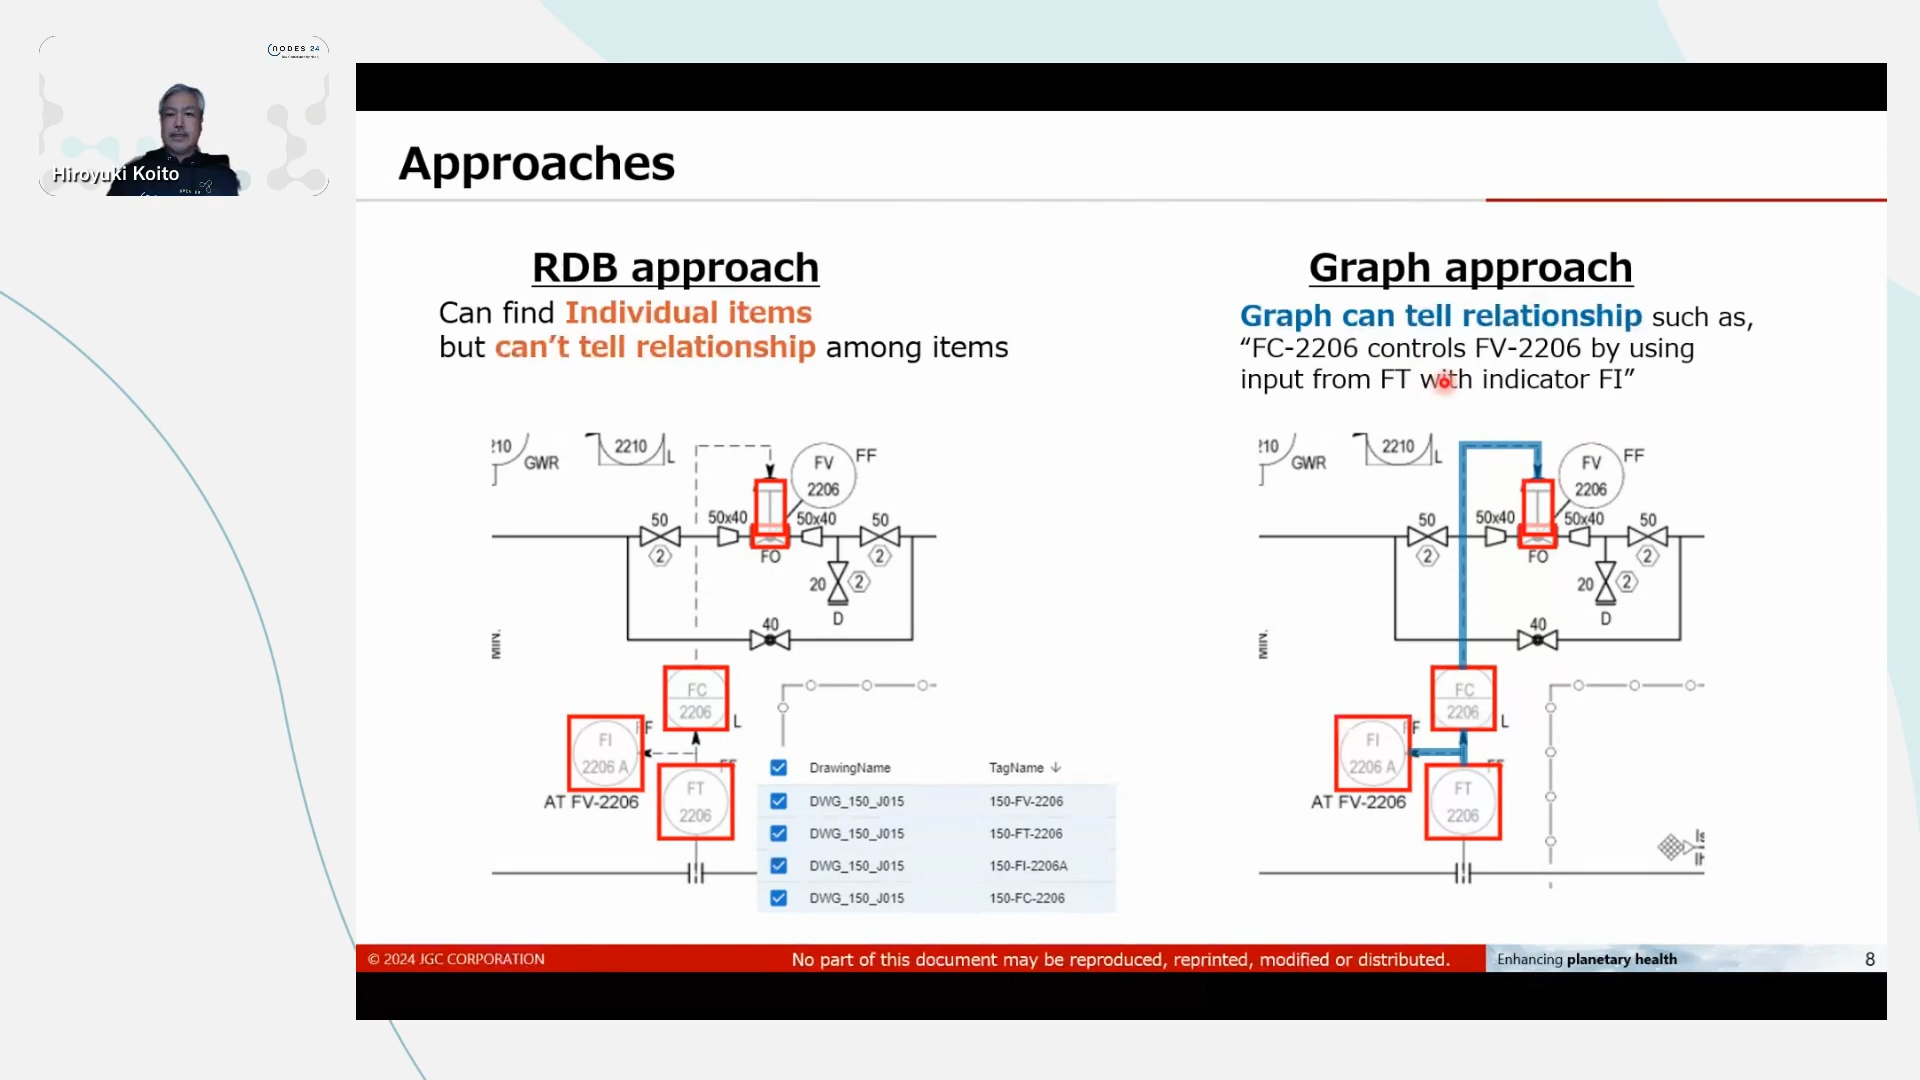 NODES 24
Hiroyuki Koito
Approaches
RDB approach
Can find Individual items
but can't tell relationship among items
Graph approach
Graph can tell relationship such as,
“FC-2206 controls FV-2206 by using
input from FT with indicator FI”
210
GWR
2210
L
FV
2206
FF
50
50x40
50x40
50
2
FO
20
2
2
D
40
MIN.
FC
2206
L
FI
2206 A
FF
AT FV-2206
FT
2206
FF
DrawingName TagName ↓
DWG_150_J015 150-FV-2206
DWG_150_J015 150-FT-2206
DWG_150_J015 150-FI-2206A
DWG_150_J015 150-FC-2206
210
GWR
2210
L
FV
2206
FF
50
50x40
50x40
50
2
FO
20
2
2
D
40
MIN.
FC
2206
L
FI
2206 A
FF
AT FV-2206
FT
2206
FF
© 2024 JGC CORPORATION
No part of this document may be reproduced, reprinted, modified or distributed.
Enhancing planetary health
8